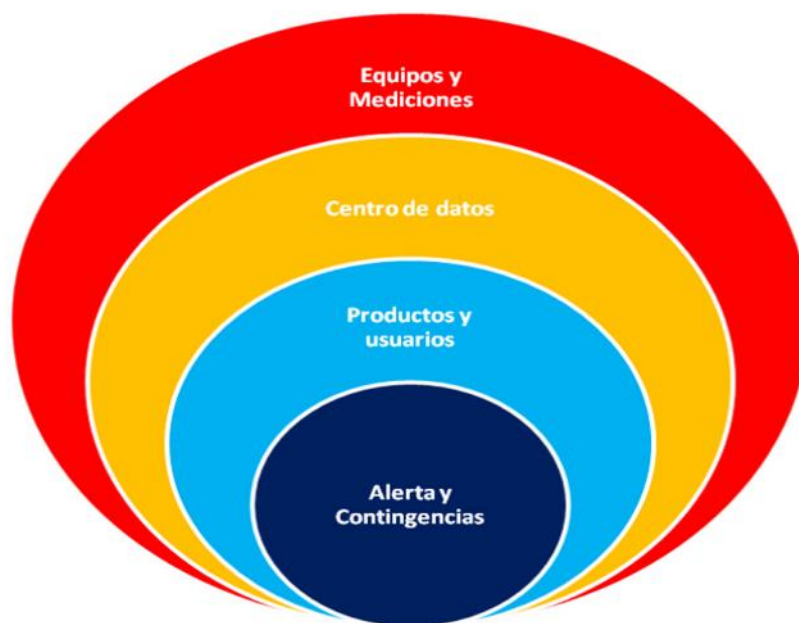 Equipos y
Mediciones
Centro de datos
Productos y
usuarios
Alerta y
Contingencias